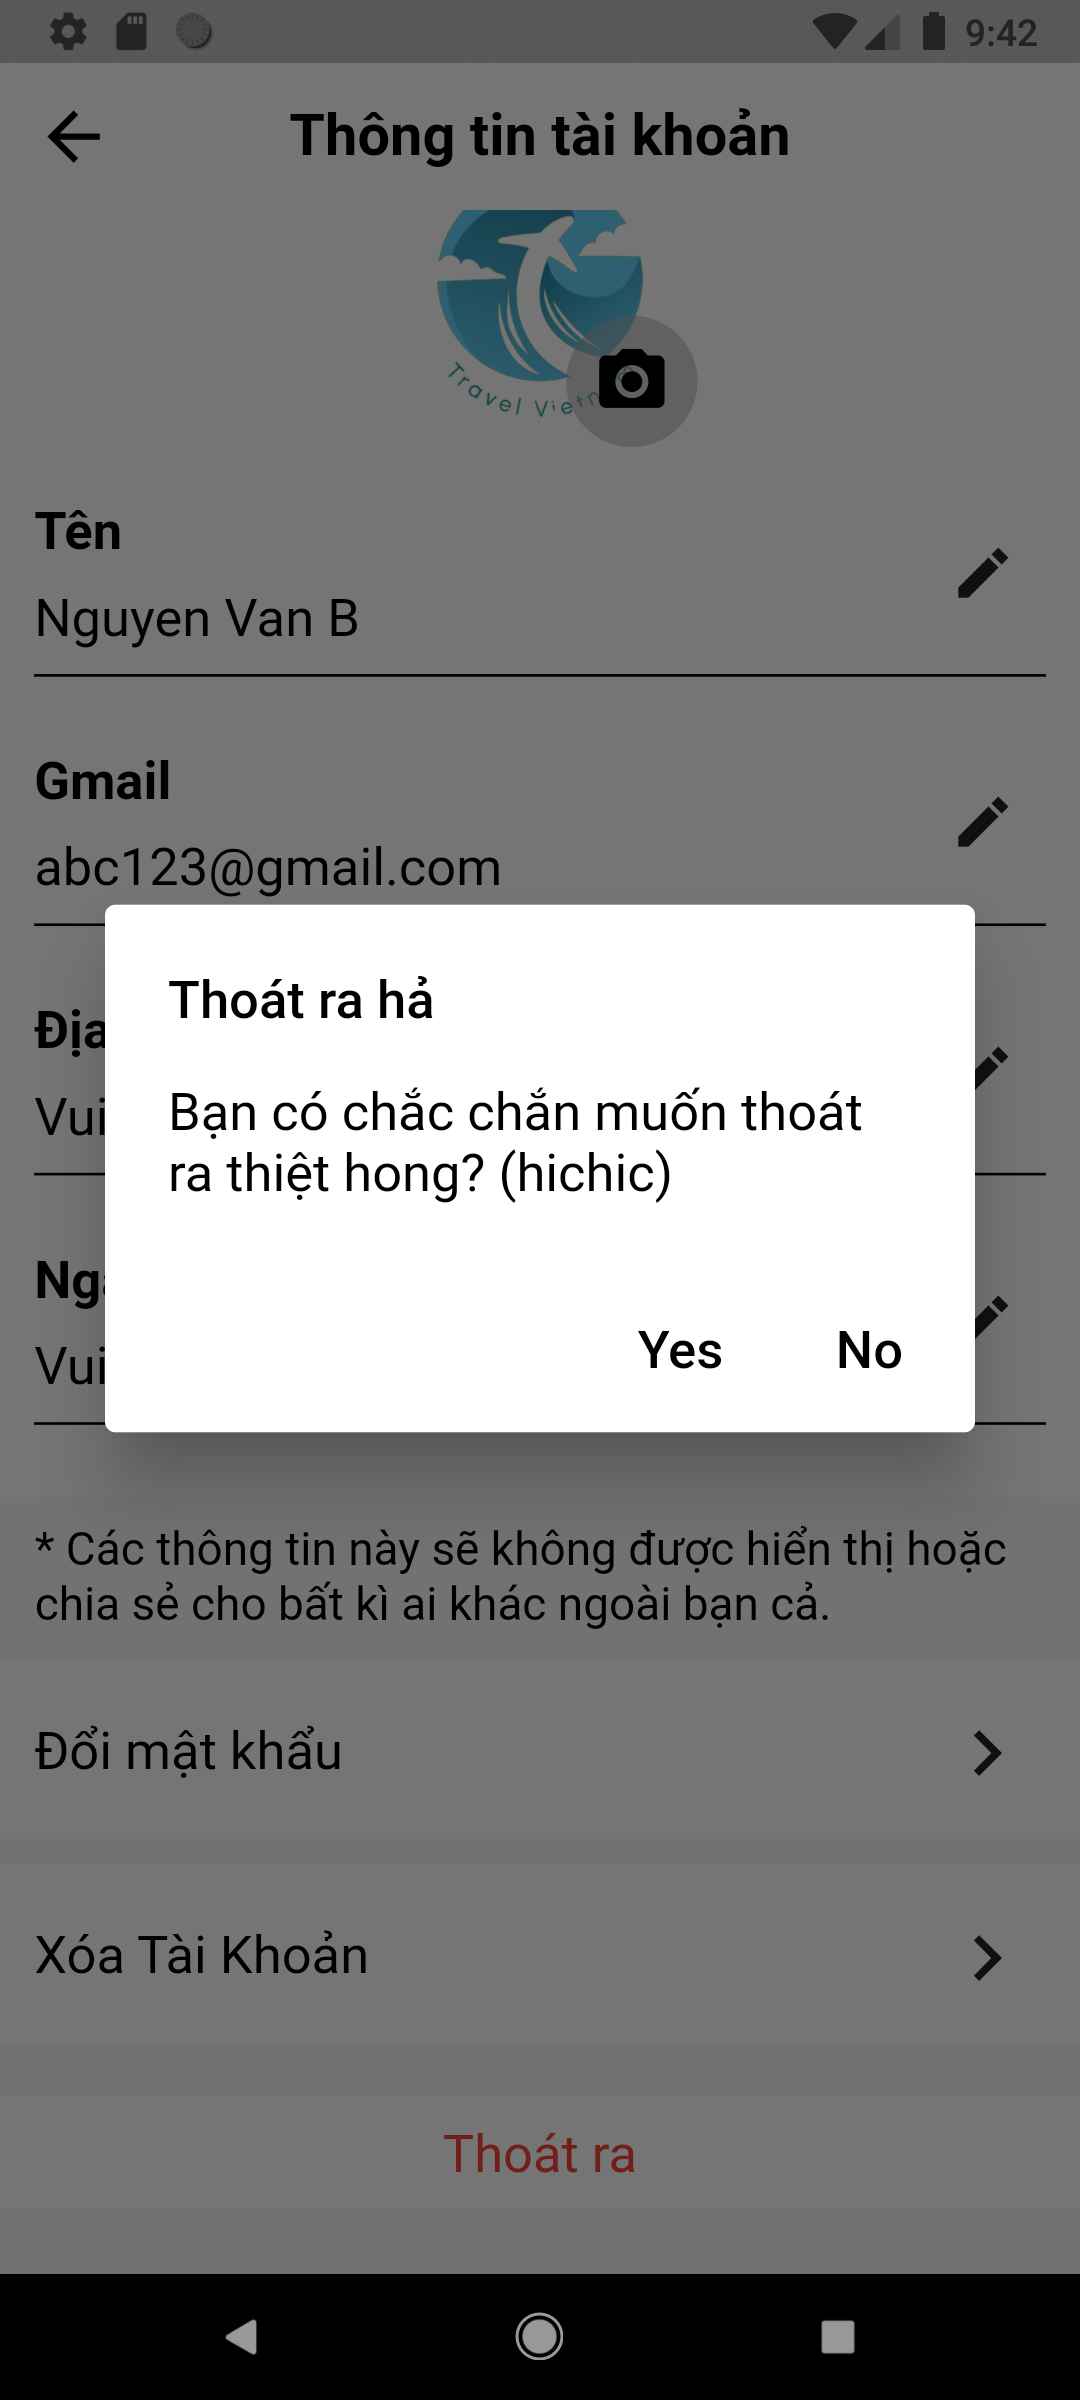 9:42
Thông tin tài khoản
Travel Vietn
Tên
Nguyen Van B
Gmail
abc123@gmail.com
Địa
Vui
Thoát ra hả
Bạn có chắc chắn muốn thoát
ra thiệt hong? (hichic)
Yes No
Vui
* Các thông tin này sẽ không được hiển thị hoặc
chia sẻ cho bất kì ai khác ngoài bạn cả.
Đổi mật khẩu
Xóa Tài Khoản
Thoát ra